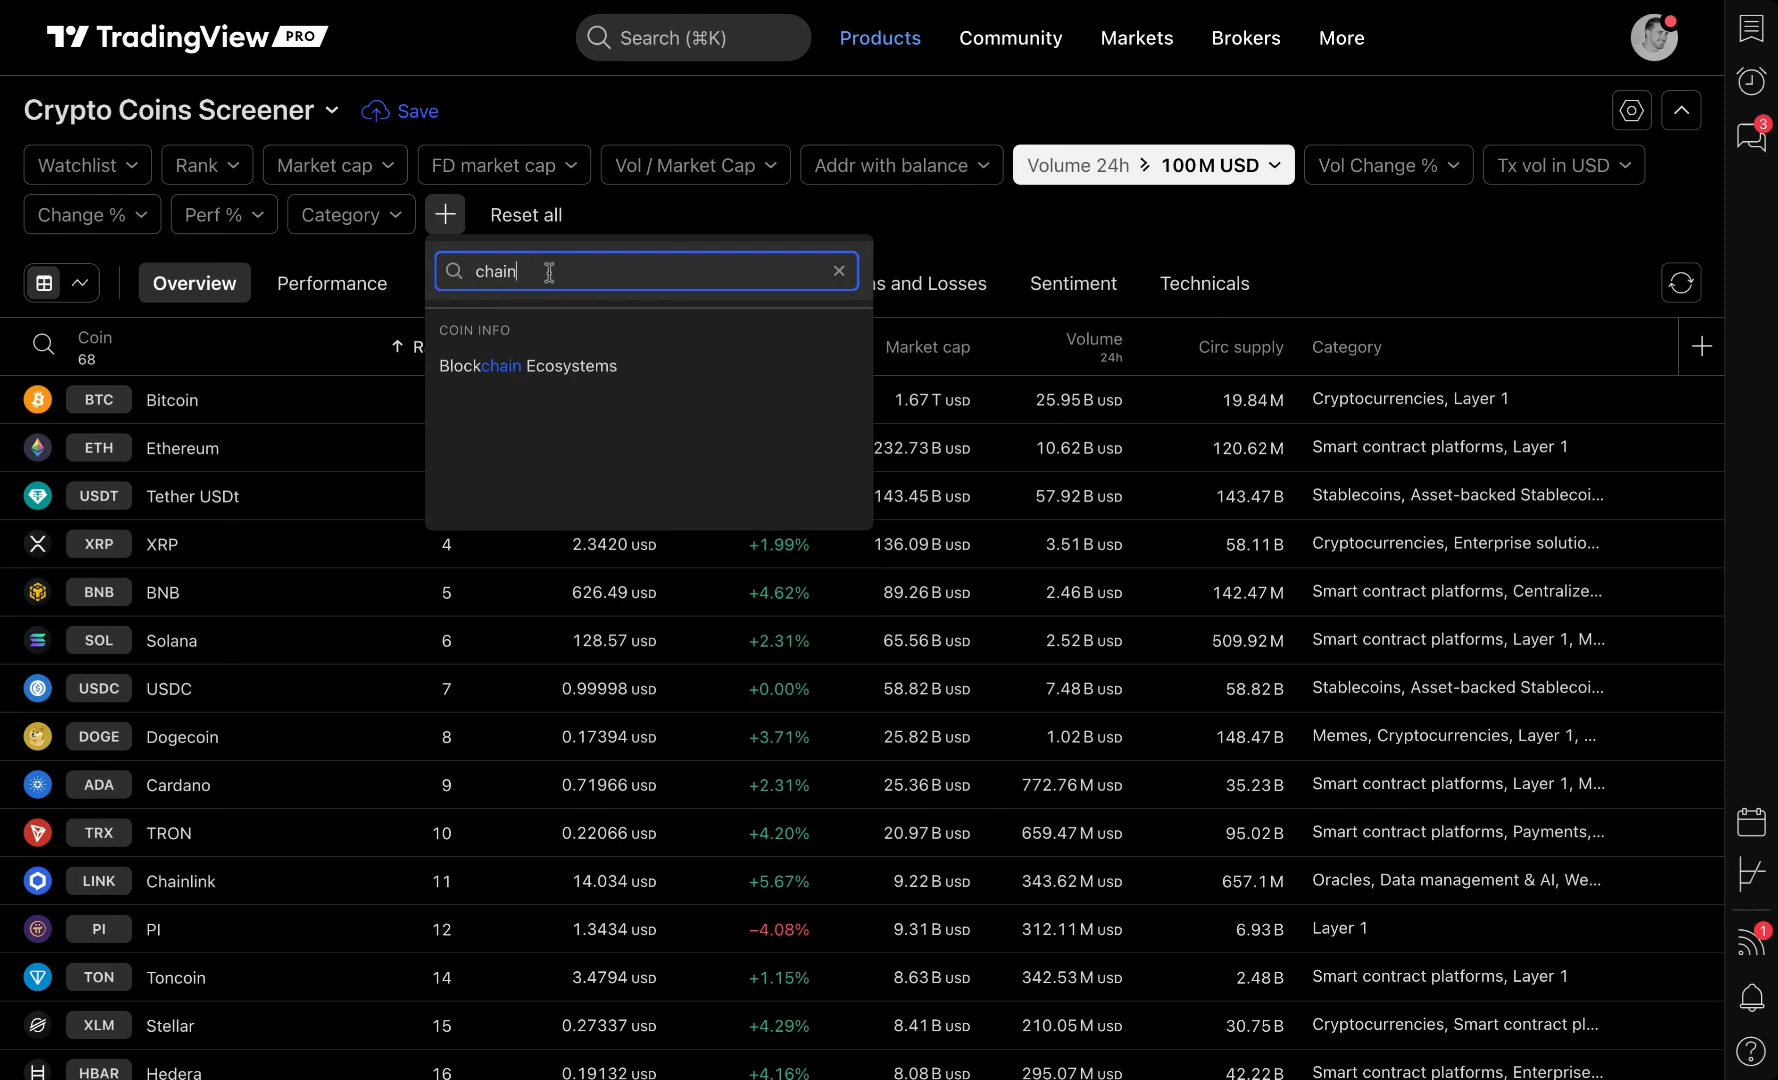 TradingView PRO
Search (⌘K)
Products
Community
Markets
Brokers
More
Crypto Coins Screener
Save
3
Watchlist
Rank
Market cap
FD market cap
Vol / Market Cap
Addr with balance
Volume 24h > 100 M USD
Vol Change %
Tx vol in USD
Change %
Perf %
Category
Reset all
chain
COIN INFO
Blockchain Ecosystems
Overview
Performance
and Losses
Sentiment
Technicals
Coin
68
Market cap
Volume
24h
Circ supply
Category
BTC Bitcoin 1.67 T USD 25.95 B USD 19.84 M Cryptocurrencies, Layer 1
ETH Ethereum 232.73 B USD 10.62 B USD 120.62 M Smart contract platforms, Layer 1
USDT Tether USDt 143.45 B USD 57.92 B USD 143.47 B Stablecoins, Asset-backed Stablecoi...
XRP XRP 4 2.3420 USD +1.99% 136.09 B USD 3.51 B USD 58.11 B Cryptocurrencies, Enterprise solutio...
BNB BNB 5 626.49 USD +4.62% 89.26 B USD 2.46 B USD 142.47 M Smart contract platforms, Centralize...
SOL Solana 6 128.57 USD +2.31% 65.56 B USD 2.52 B USD 509.92 M Smart contract platforms, Layer 1, M...
USDC USDC 7 0.99998 USD +0.00% 58.82 B USD 7.48 B USD 58.82 B Stablecoins, Asset-backed Stablecoi...
DOGE Dogecoin 8 0.17394 USD +3.71% 25.82 B USD 1.02 B USD 148.47 B Memes, Cryptocurrencies, Layer 1, ...
ADA Cardano 9 0.71966 USD +2.31% 25.36 B USD 772.76 M USD 35.23 B Smart contract platforms, Layer 1, M...
TRX TRON 10 0.22066 USD +4.20% 20.97 B USD 659.47 M USD 95.02 B Smart contract platforms, Payments,...
LINK Chainlink 11 14.034 USD +5.67% 9.22 B USD 343.62 M USD 657.1 M Oracles, Data management & AI, We...
PI PI 12 1.3434 USD −4.08% 9.31 B USD 312.11 M USD 6.93 B Layer 1
1
TON Toncoin 14 3.4794 USD +1.15% 8.63 B USD 342.53 M USD 2.48 B Smart contract platforms, Layer 1
XLM Stellar 15 0.27337 USD +4.29% 8.41 B USD 210.05 M USD 30.75 B Cryptocurrencies, Smart contract pl...
HBAR Hedera 16 0.19132 USD +4.16% 8.08 B USD 295.07 M USD 42.22 B Smart contract platforms, Enterprise...